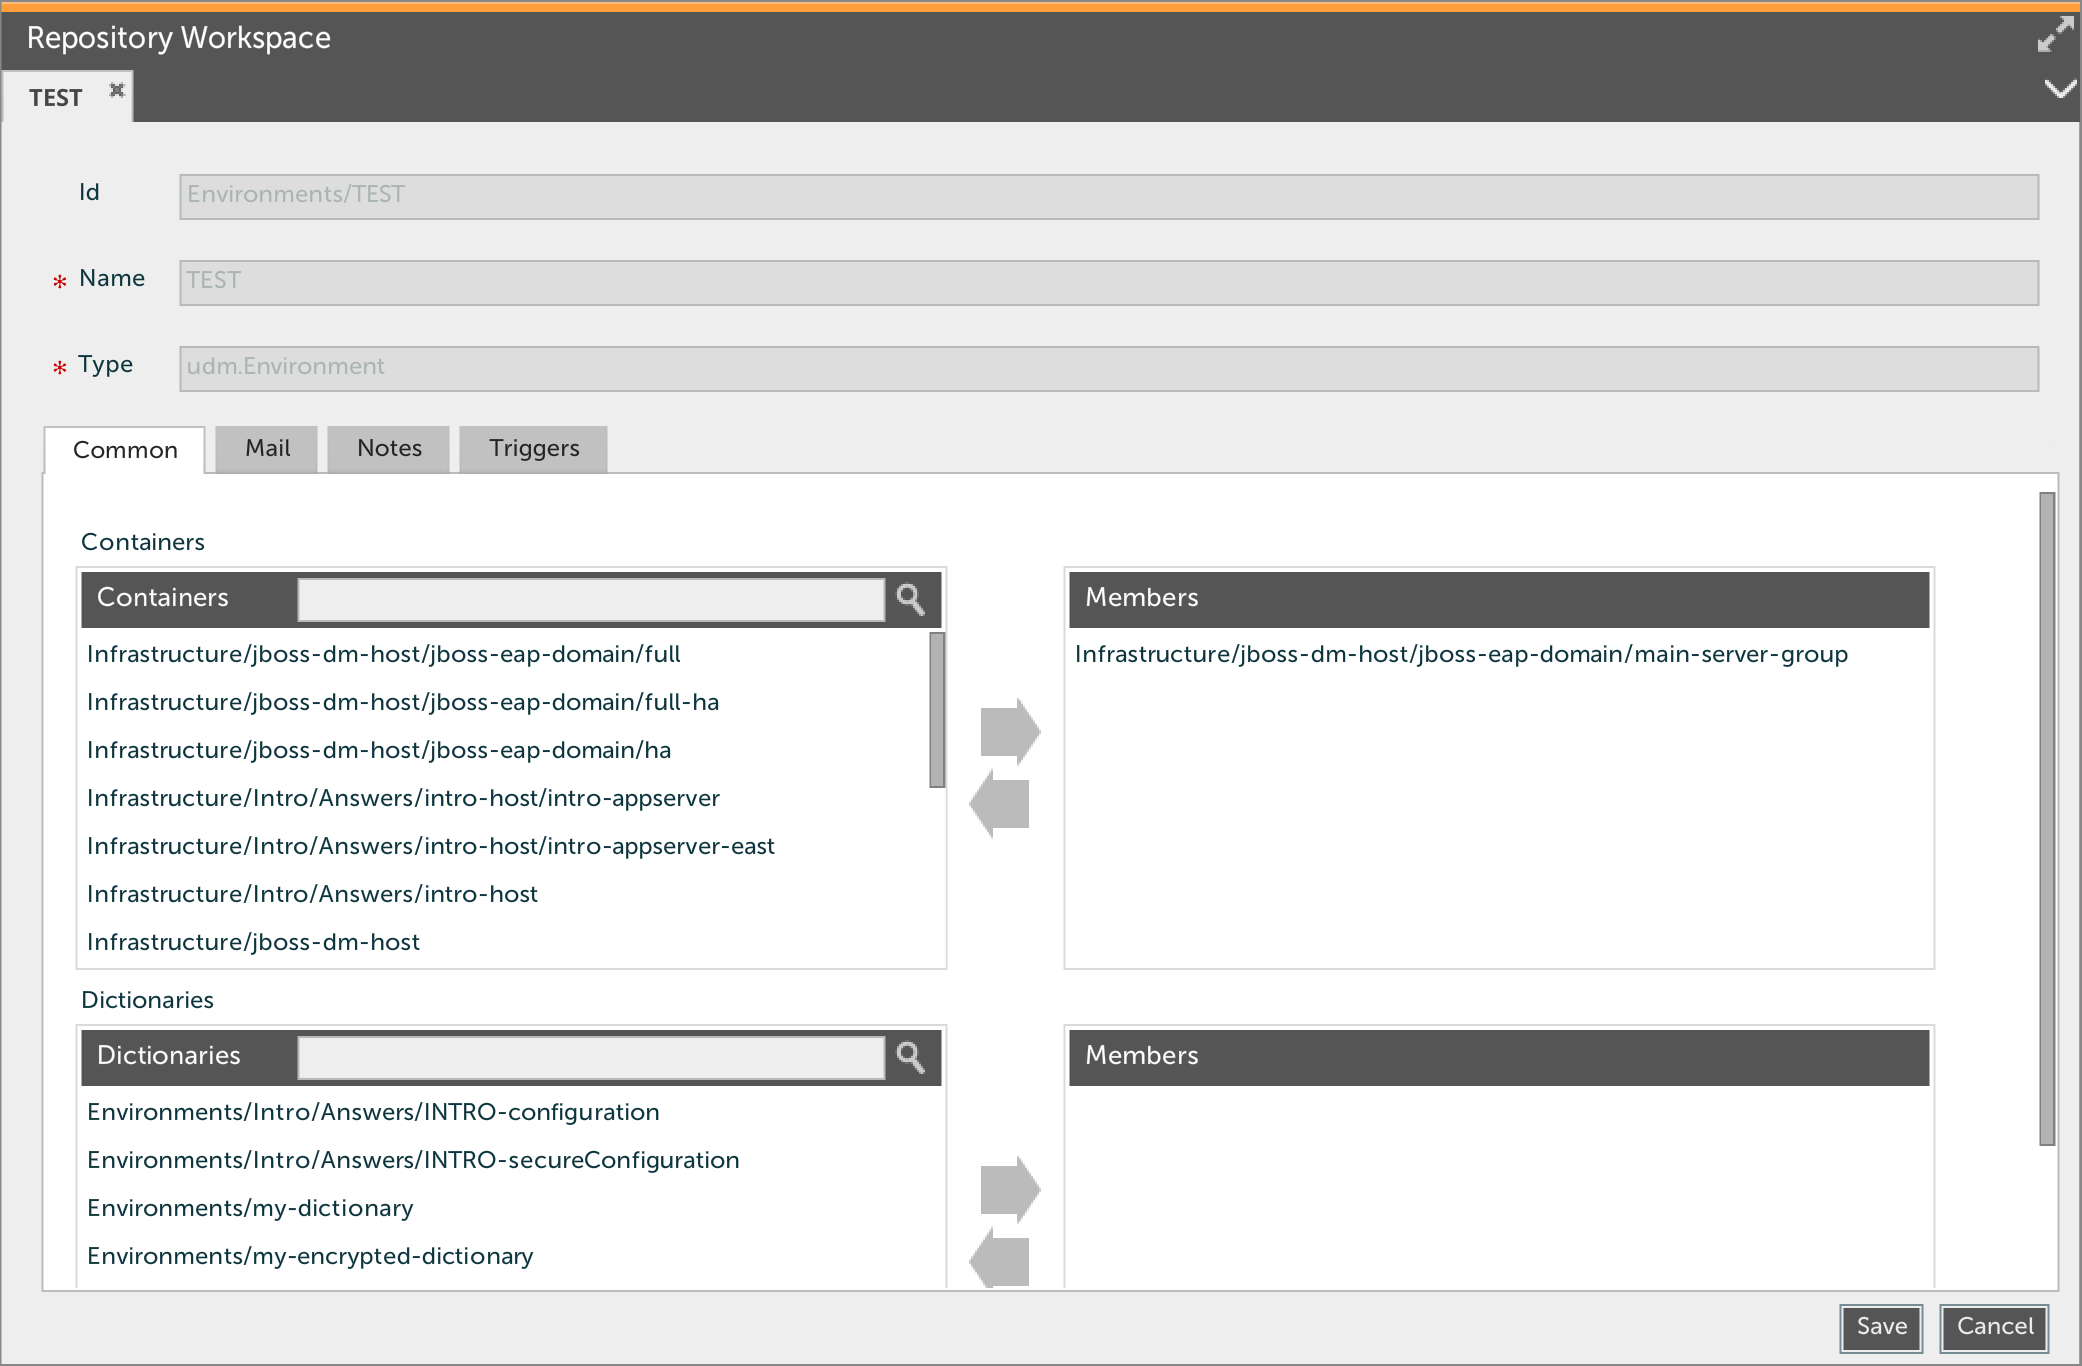 Repository Workspace
TEST
Id
Environments/TEST
* Name
TEST
* Type
udm.Environment
Common Mail Notes Triggers
Containers
Containers
Members
Infrastructure/jboss-dm-host/jboss-eap-domain/full
Infrastructure/jboss-dm-host/jboss-eap-domain/main-server-group
Infrastructure/jboss-dm-host/jboss-eap-domain/full-ha
Infrastructure/jboss-dm-host/jboss-eap-domain/ha
Infrastructure/Intro/Answers/intro-host/intro-appserver
Infrastructure/Intro/Answers/intro-host/intro-appserver-east
Infrastructure/Intro/Answers/intro-host
Infrastructure/jboss-dm-host
Dictionaries
Dictionaries
Members
Environments/Intro/Answers/INTRO-configuration
Environments/Intro/Answers/INTRO-secureConfiguration
Environments/my-dictionary
Environments/my-encrypted-dictionary
Save Cancel